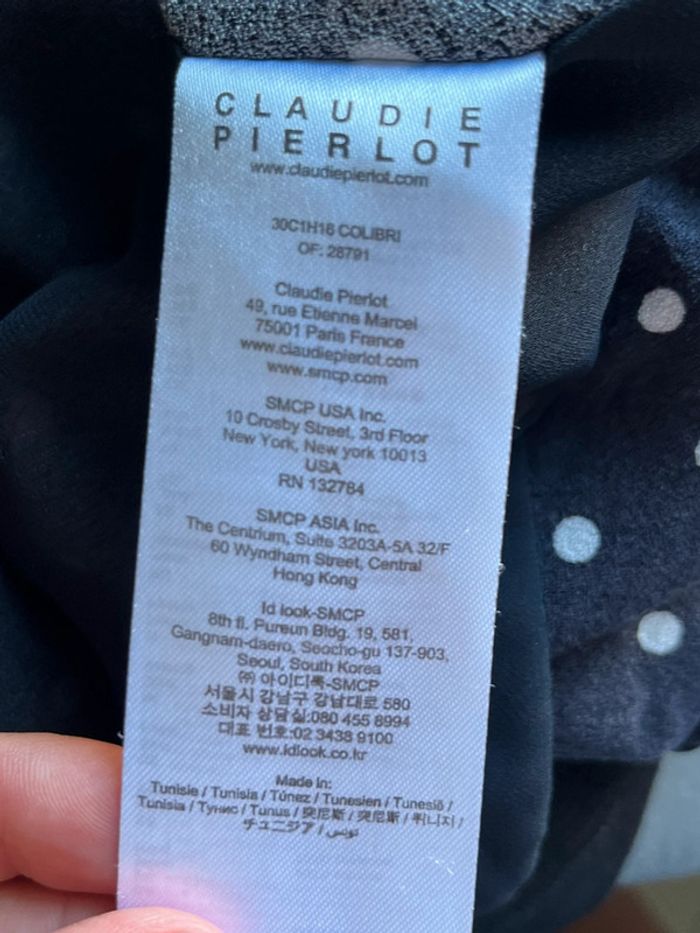 CLAUDIE
PIERLOT
www.claudiepierlot.com
30C1H16 COLIBRI
OF: 28791
Claudie Pierlot
49, rue Etienne Marcel
75001 Paris France
www.claudiepierlot.com
www.smcp.com
SMCP USA Inc.
10 Crosby Street, 3rd Floor
New York, New york 10013
USA
RN 132784
SMCP ASIA Inc.
The Centrium, Suite 3203A-5A 32/F
60 Wyndham Street, Central
Hong Kong
Id look-SMCP
8th fl. Pureun Bldg. 19, 581,
Gangnam-daero, Seocho-gu 137-903,
Seoul, South Korea
㈜ 아이디룩-SMCP
서울시 강남구 강남대로 580
소비자 상담실:080 455 8994
대표 번호:02 3438 9100
www.idlook.co.kr
Made in:
Tunisie / Tunisia / Túnez / Tunesien / Tunesië /
Tunisia / Тунис / Tunus / 突尼斯 / 突尼斯 / 튀니지 /
チュニジア / تونس